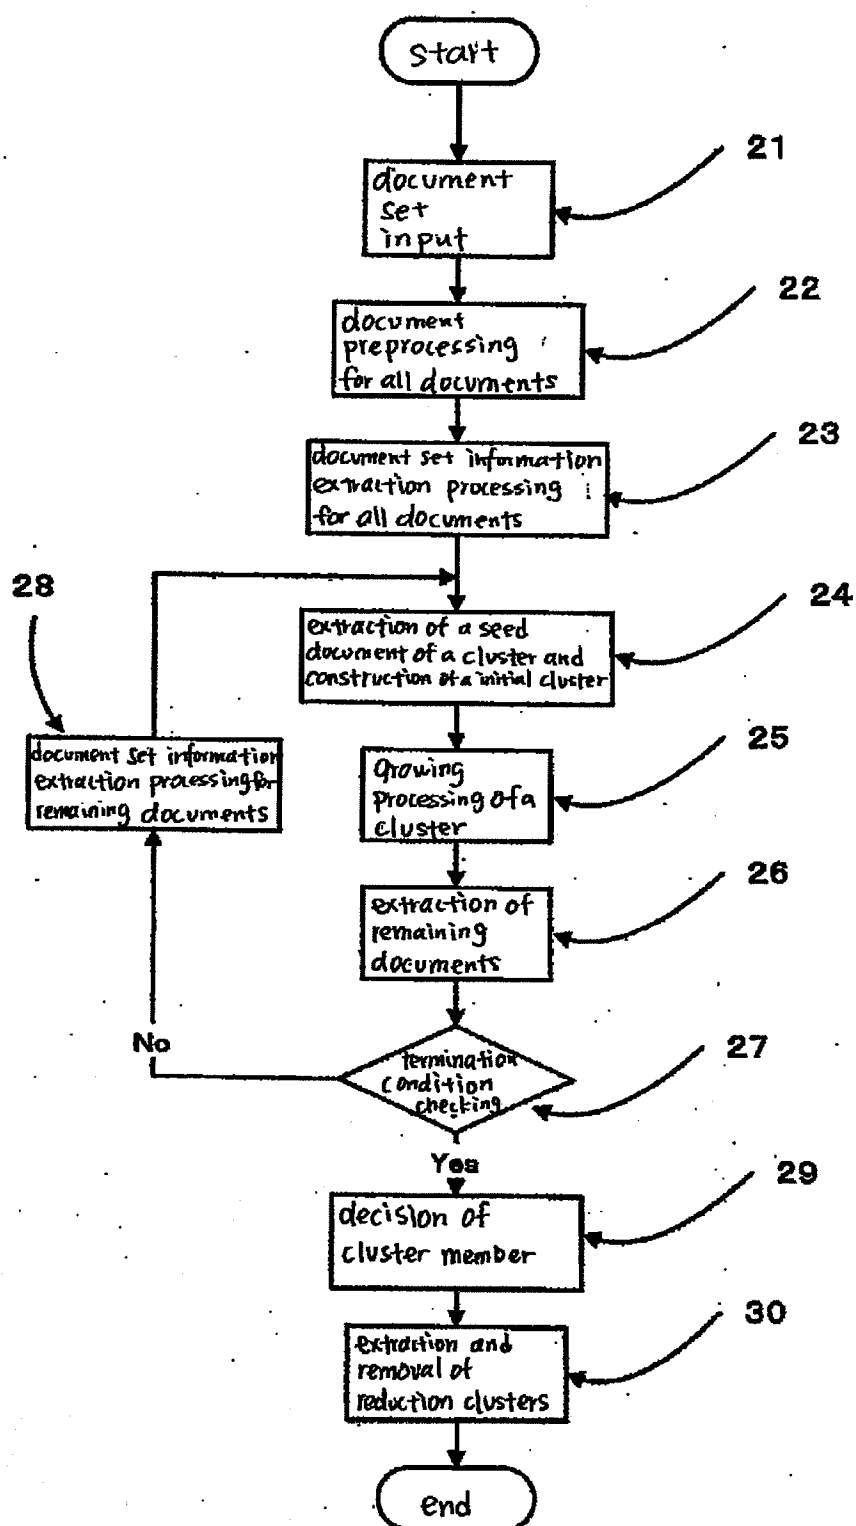 start
21
document
set
input
22
document
preprocessing
for all documents
23
document set information
extraction processing
for all documents
28
24
extraction of a seed
document of a cluster and
construction of a initial cluster
document set information
extraction processing for
remaining documents
25
Growing
processing of a
cluster
26
extraction of
remaining
documents
No
27
termination
condition
checking
Yes
29
decision of
cluster member
30
extraction and
removal of
reduction clusters
end